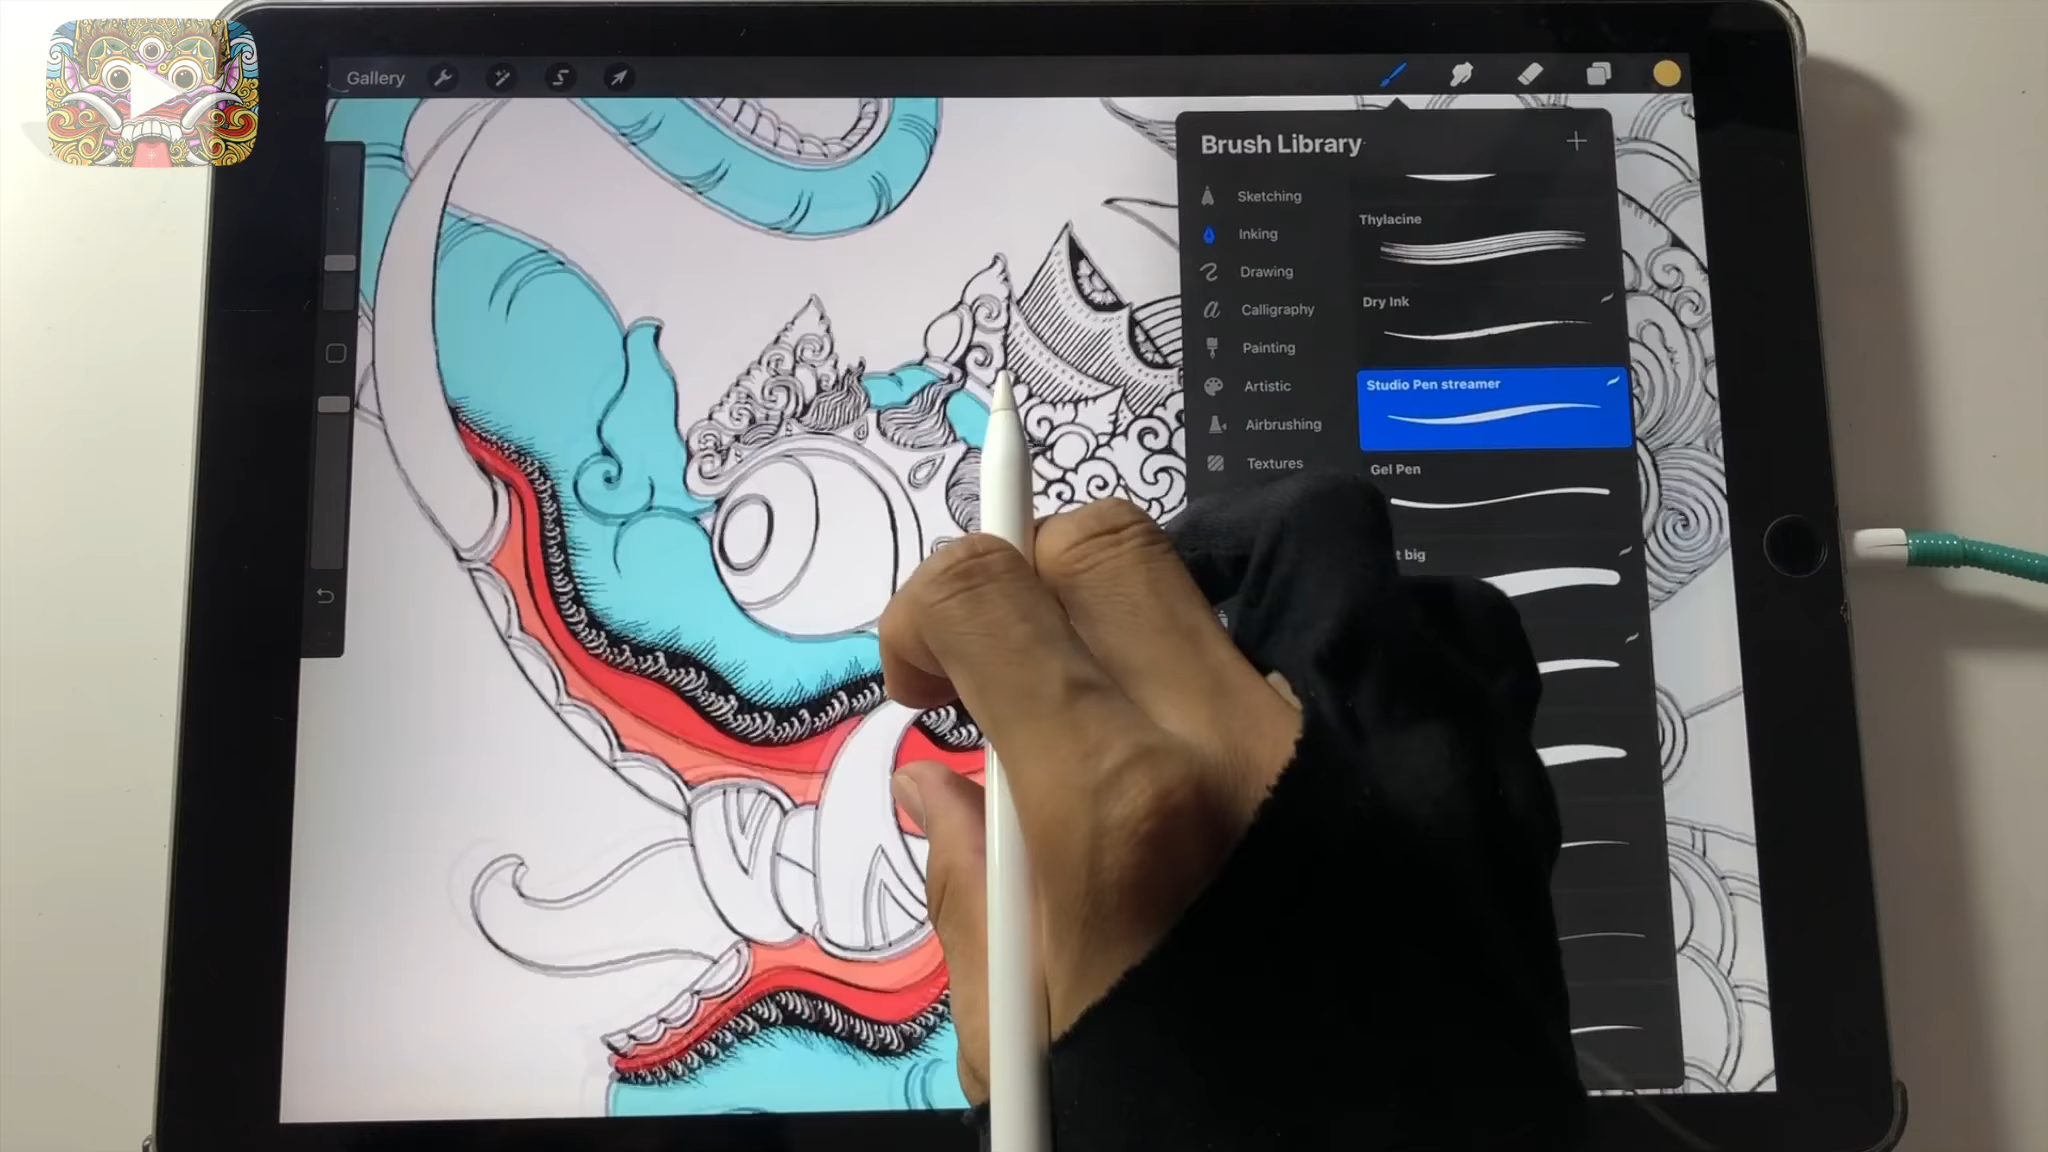 Gallery
Brush Library
Sketching
Inking
Drawing
Calligraphy
Painting
Artistic
Airbrushing
Textures
Thylacine
Dry Ink
Studio Pen streamer
Gel Pen
big